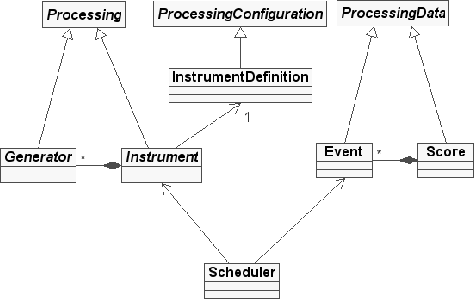 Processing
ProcessingConfiguration
ProcessingData
InstrumentDefinition
1
Generator
*
Instrument
Event
*
Score
Scheduler